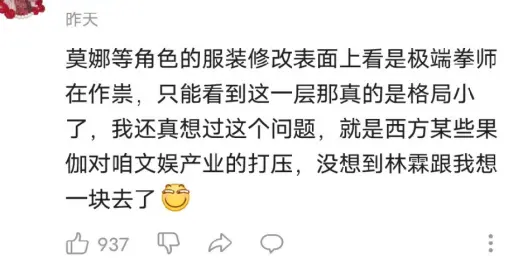 昨天
莫娜等角色的服装修改表面上看是极端拳师
在作祟，只能看到这一层那真的是格局小
了，我还真想过这个问题，就是西方某些果
伽对咱文娱产业的打压，没想到林霖跟我想
一块去了
937